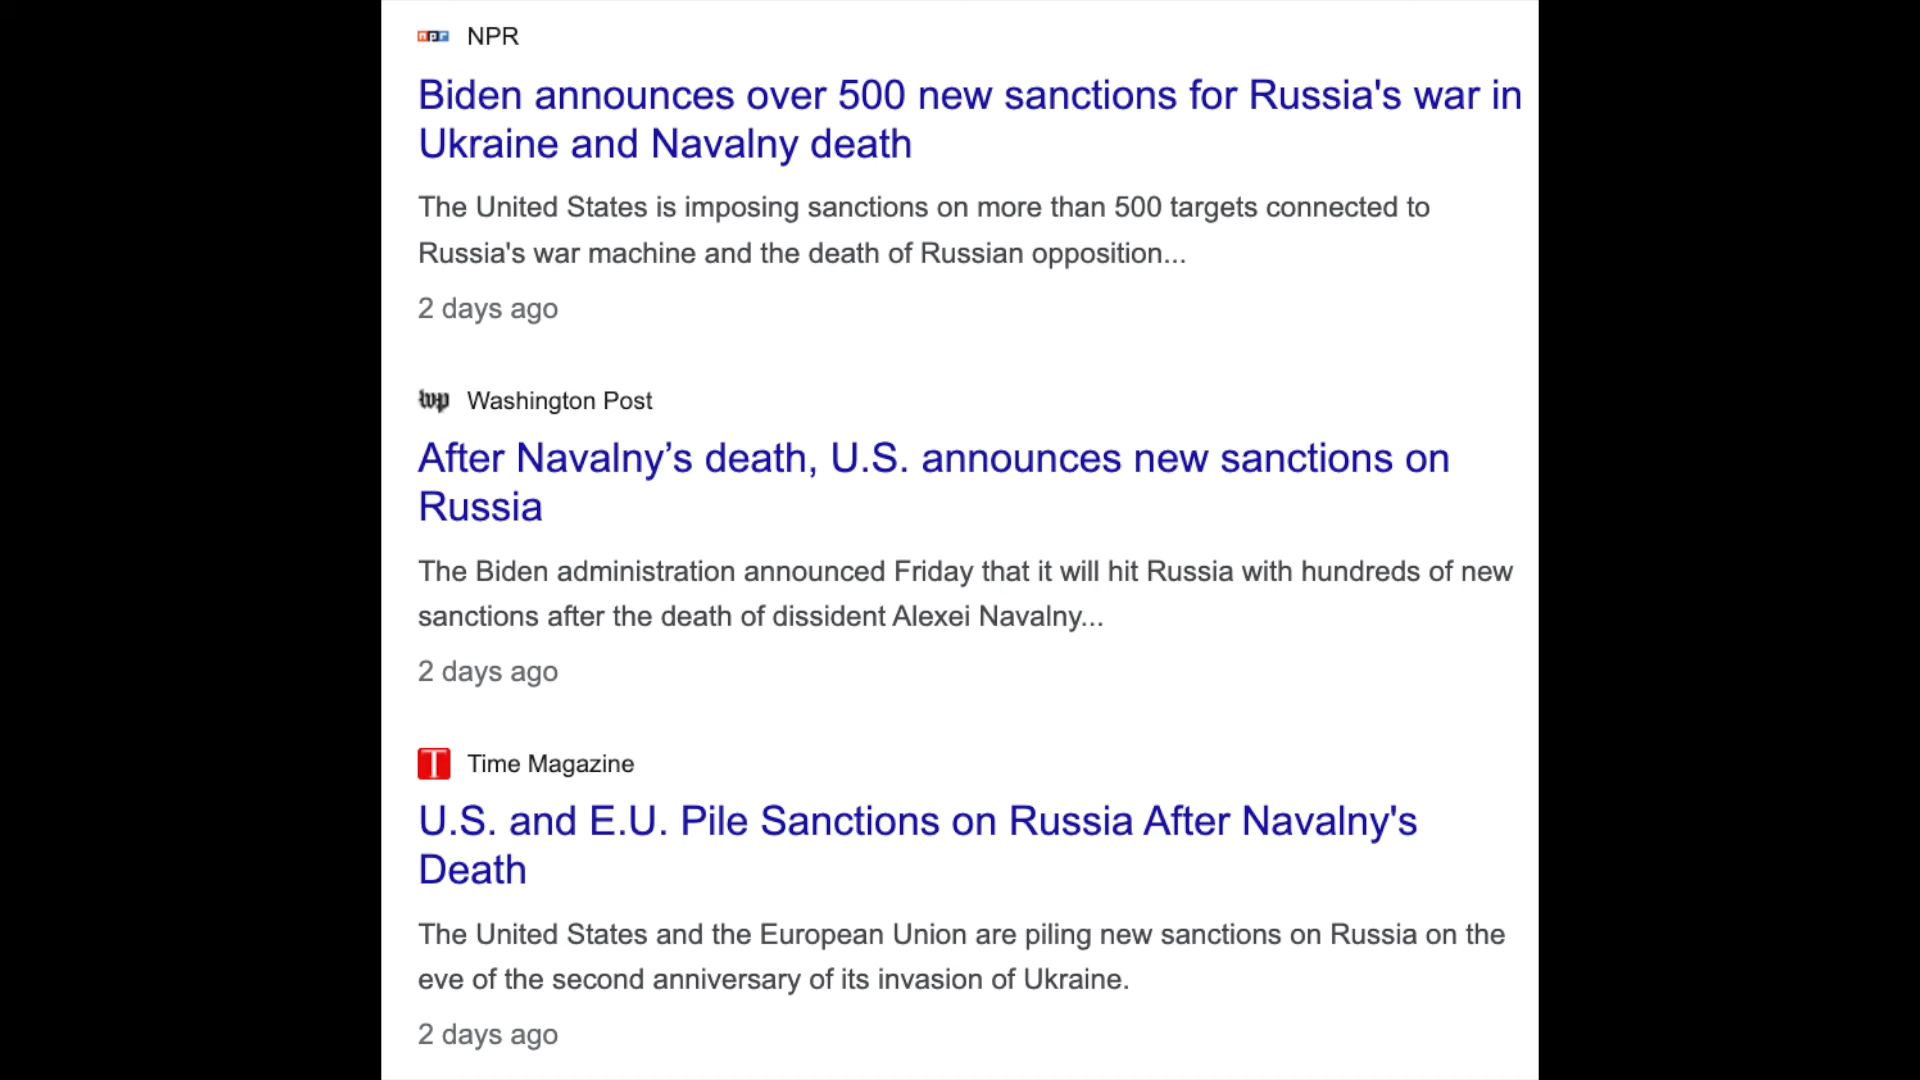 npr NPR
Biden announces over 500 new sanctions for Russia's war in
Ukraine and Navalny death
The United States is imposing sanctions on more than 500 targets connected to
Russia's war machine and the death of Russian opposition...
2 days ago
wp Washington Post
After Navalny’s death, U.S. announces new sanctions on
Russia
The Biden administration announced Friday that it will hit Russia with hundreds of new
sanctions after the death of dissident Alexei Navalny...
2 days ago
T Time Magazine
U.S. and E.U. Pile Sanctions on Russia After Navalny's
Death
The United States and the European Union are piling new sanctions on Russia on the
eve of the second anniversary of its invasion of Ukraine.
2 days ago